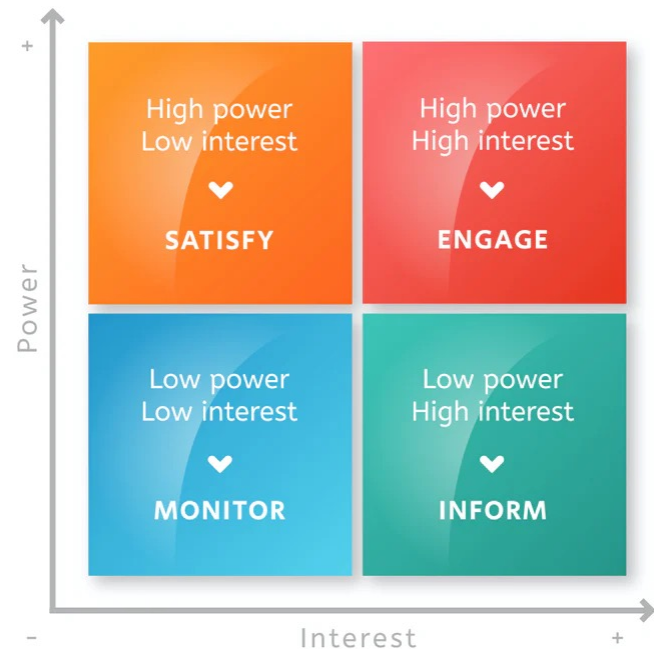 +
Power
High power
Low interest
SATISFY
High power
High interest
ENGAGE
Low power
Low interest
MONITOR
Low power
High interest
INFORM
-
Interest
+